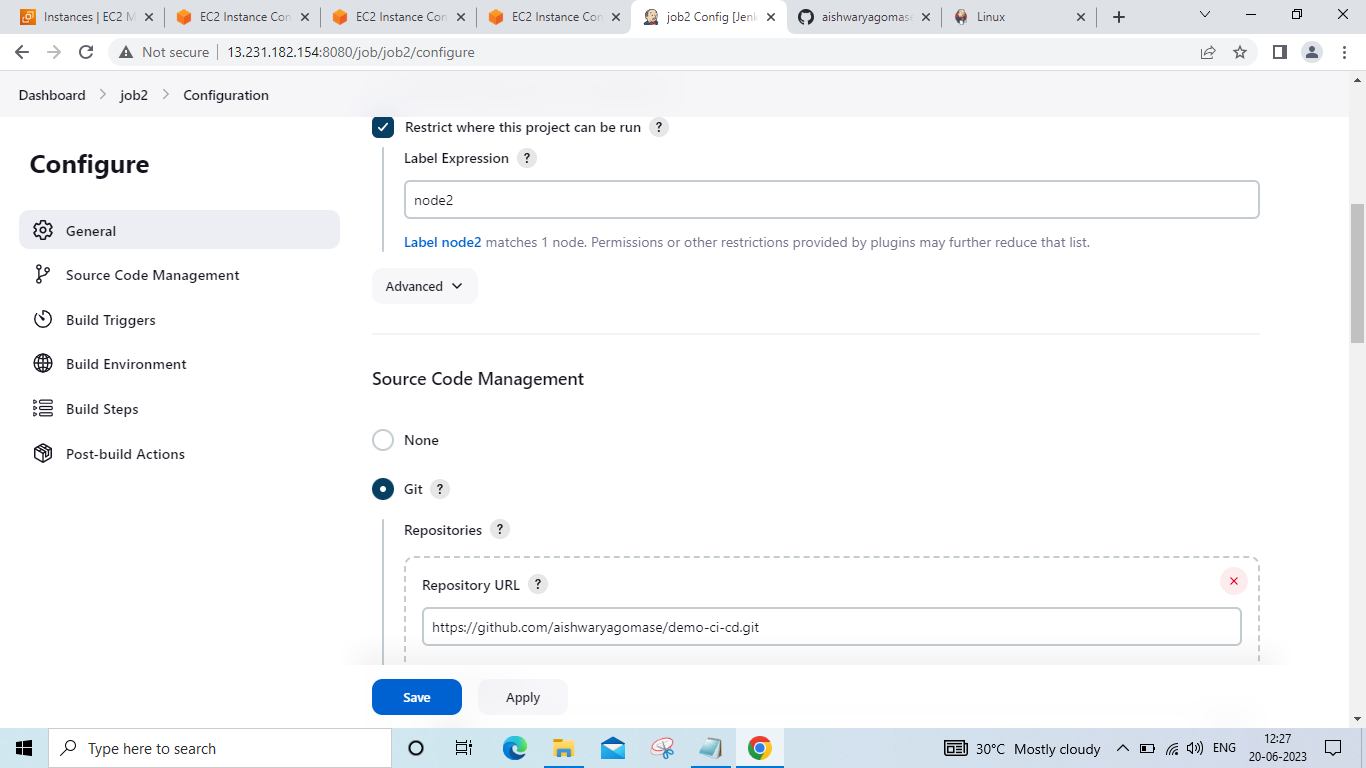 Instances | EC2 M
EC2 Instance Con
EC2 Instance Con
EC2 Instance Con
job2 Config [Jenk
aishwaryagomase
Linux
Not secure
13.231.182.154:8080/job/job2/configure
Dashboard > job2 > Configuration
Configure
General
Source Code Management
Build Triggers
Build Environment
Build Steps
Post-build Actions
Restrict where this project can be run ?
Label Expression ?
node2
Label node2 matches 1 node. Permissions or other restrictions provided by plugins may further reduce that list.
Advanced
Source Code Management
None
Git ?
Repositories ?
Repository URL ?
https://github.com/aishwaryagomase/demo-ci-cd.git
Save
Apply
Type here to search
30°C Mostly cloudy
ENG
12:27
20-06-2023